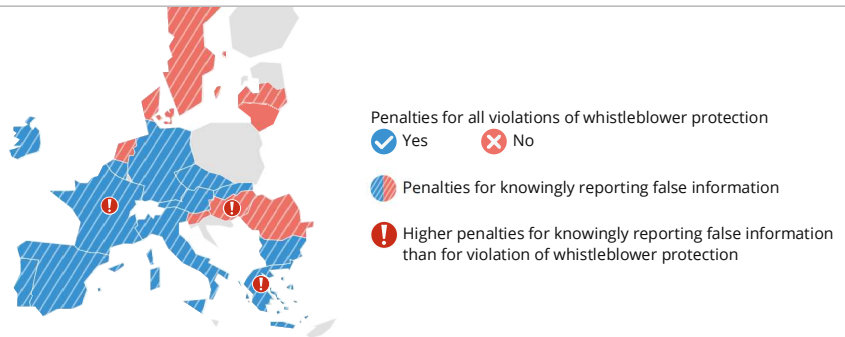 Penalties for all violations of whistleblower protection
Yes No
Penalties for knowingly reporting false information
Higher penalties for knowingly reporting false information
than for violation of whistleblower protection